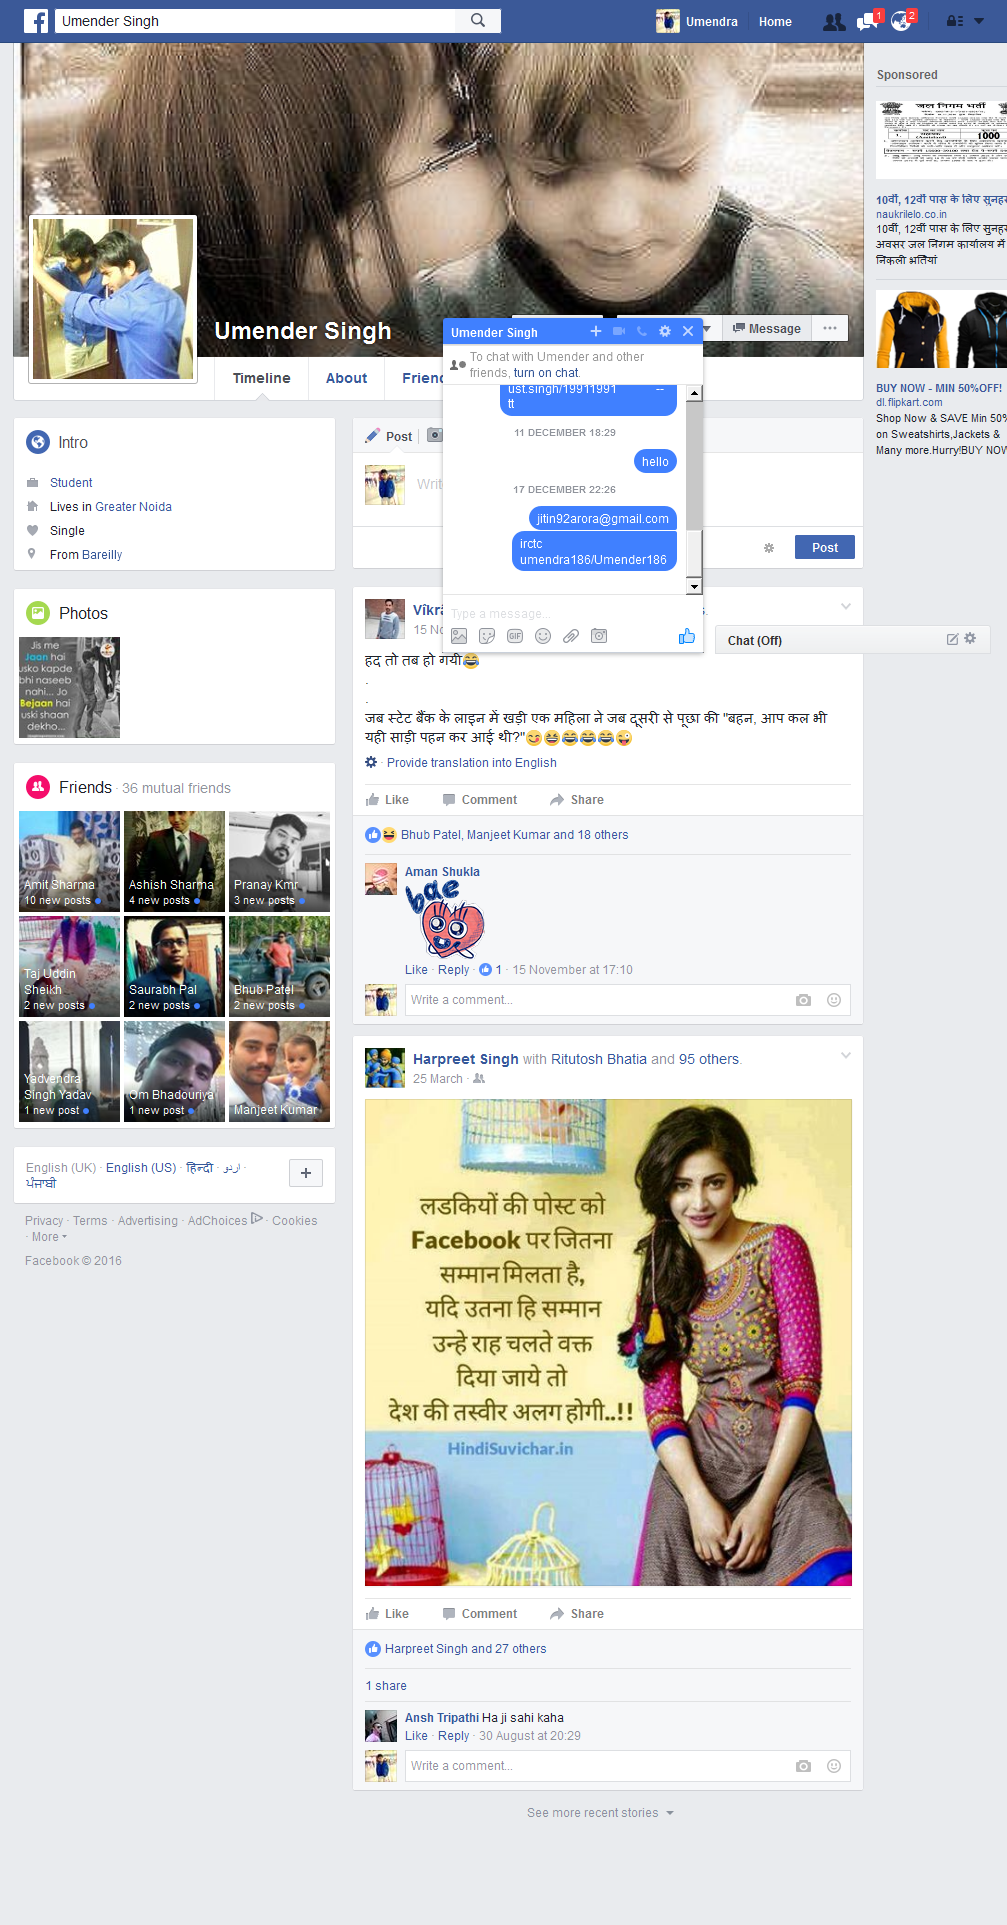 Umender Singh
Umendra
Home
1
2
Umender Singh
Message
Timeline
About
Friend
Umender Singh
To chat with Umender and other
friends, turn on chat.
ust.singh/19911991 --
tt
11 DECEMBER 18:29
hello
17 DECEMBER 22:26
jitin92arora@gmail.com
irctc
umendra186/Umender186
Type a message...
Chat (Off)
Intro
Student
Lives in Greater Noida
Single
From Bareilly
Photos
Jis me
Jaan hai
usko kapde
bhi naseeb
nahi... Jo
Bejaan hai
uski shaan
dekho...
Friends · 36 mutual friends
Amit Sharma
10 new posts
Ashish Sharma
4 new posts
Pranay Kmr
3 new posts
Taj Uddin
Sheikh
2 new posts
Saurabh Pal
2 new posts
Bhub Patel
2 new posts
Yadvendra
Singh Yadav
1 new post
Om Bhadouriya
1 new post
Manjeet Kumar
English (UK) · English (US) · हिन्दी · اردو ·
ਪੰਜਾਬੀ
Privacy · Terms · Advertising · AdChoices · Cookies
· More
Facebook © 2016
Post
Writ
Post
Vîkrâ
s.
15 No
हद तो तब हो गयी😂
.
.
जब स्टेट बैंक के लाइन में खड़ी एक महिला ने जब दूसरी से पूछा की "बहन, आप कल भी
यही साड़ी पहन कर आई थी?"😋😆😂😂😂😜
· Provide translation into English
Like Comment Share
Bhub Patel, Manjeet Kumar and 18 others
Aman Shukla
bae
Like · Reply · 1 · 15 November at 17:10
Write a comment...
Harpreet Singh with Ritutosh Bhatia and 95 others.
25 March ·
लडकियों की पोस्ट को
Facebook पर जितना
सम्मान मिलता है,
यदि उतना हि सम्मान
उन्हे राह चलते वक्त
दिया जाये तो
देश की तस्वीर अलग होगी..!!
HindiSuvichar.in
Like Comment Share
Harpreet Singh and 27 others
1 share
Ansh Tripathi Ha ji sahi kaha
Like · Reply · 30 August at 20:29
Write a comment...
See more recent stories
Sponsored
जल निगम भर्ती
1000
10वीं, 12वीं पास के लिए सुनहर
naukrilelo.co.in
10वीं, 12वीं पास के लिए सुनहर
अवसर जल निगम कार्यालय में
निकली भर्तियां
BUY NOW - MIN 50%OFF!
dl.flipkart.com
Shop Now & SAVE Min 50%
on Sweatshirts,Jackets &
Many more.Hurry!BUY NOW